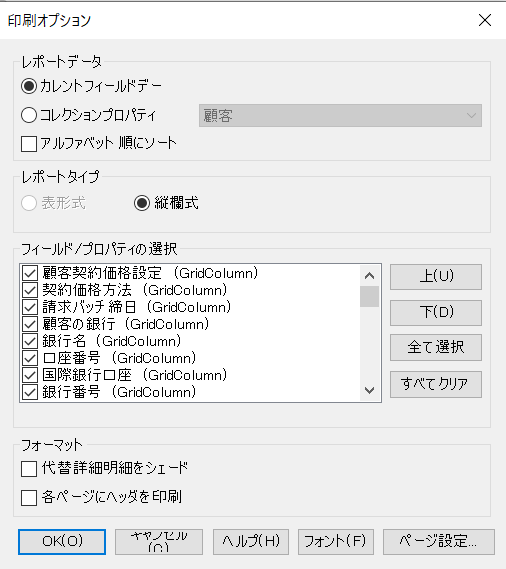 印刷オプション
レポートデータ
カレントフィールドデー
コレクションプロパティ
顧客
アルファベット 順にソート
レポートタイプ
表形式
縦欄式
フィールド/プロパティの選択
顧客契約価格設定 (GridColumn)
契約価格方法 (GridColumn)
請求バッチ締日 (GridColumn)
顧客の銀行 (GridColumn)
銀行名 (GridColumn)
口座番号 (GridColumn)
国際銀行口座 (GridColumn)
銀行番号 (GridColumn)
上(U)
下(D)
全て選択
すべてクリア
フォーマット
代替詳細明細をシェード
各ページにヘッダを印刷
OK(O)
キャンセル
(C)
ヘルプ(H)
フォント(F)
ページ設定...